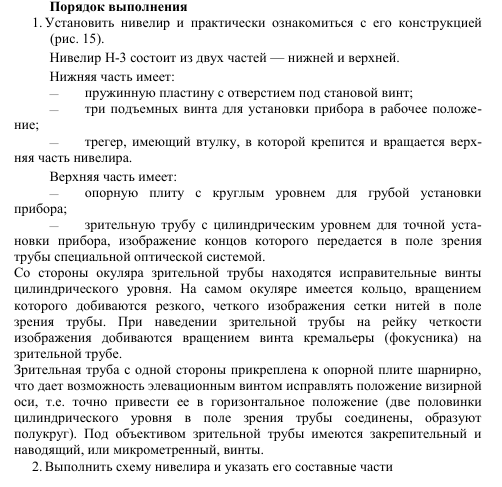 Порядок выполнения
1. Установить нивелир и практически ознакомиться с его конструкцией
(рис. 15).
Нивелир Н-3 состоит из двух частей — нижней и верхней.
Нижняя часть имеет:
— пружинную пластину с отверстием под становой винт;
— три подъемных винта для установки прибора в рабочее положе-
ние;
— трегер, имеющий втулку, в которой крепится и вращается верх-
няя часть нивелира.
Верхняя часть имеет:
— опорную плиту с круглым уровнем для грубой установки
прибора;
— зрительную трубу с цилиндрическим уровнем для точной уста-
новки прибора, изображение концов которого передается в поле зрения
трубы специальной оптической системой.
Со стороны окуляра зрительной трубы находятся исправительные винты
цилиндрического уровня. На самом окуляре имеется кольцо, вращением
которого добиваются резкого, четкого изображения сетки нитей в поле
зрения трубы. При наведении зрительной трубы на рейку четкости
изображения добиваются вращением винта кремальеры (фокусника) на
зрительной трубе.
Зрительная труба с одной стороны прикреплена к опорной плите шарнирно,
что дает возможность элевационным винтом исправлять положение визирной
оси, т.е. точно привести ее в горизонтальное положение (две половинки
цилиндрического уровня в поле зрения трубы соединены, образуют
полукруг). Под объективом зрительной трубы имеются закрепительный и
наводящий, или микрометренный, винты.
2. Выполнить схему нивелира и указать его составные части